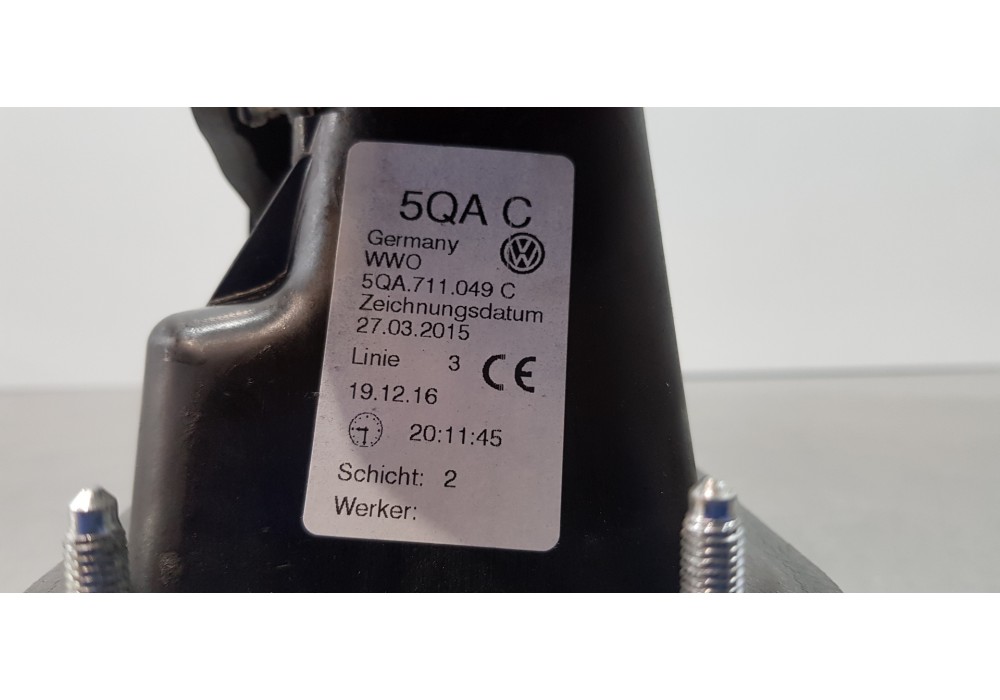 5QA C
Germany
WWO
5QA.711.049 C
Zeichnungsdatum
27.03.2015
Linie 3 CE
19.12.16
20:11:45
Schicht: 2
Werker: